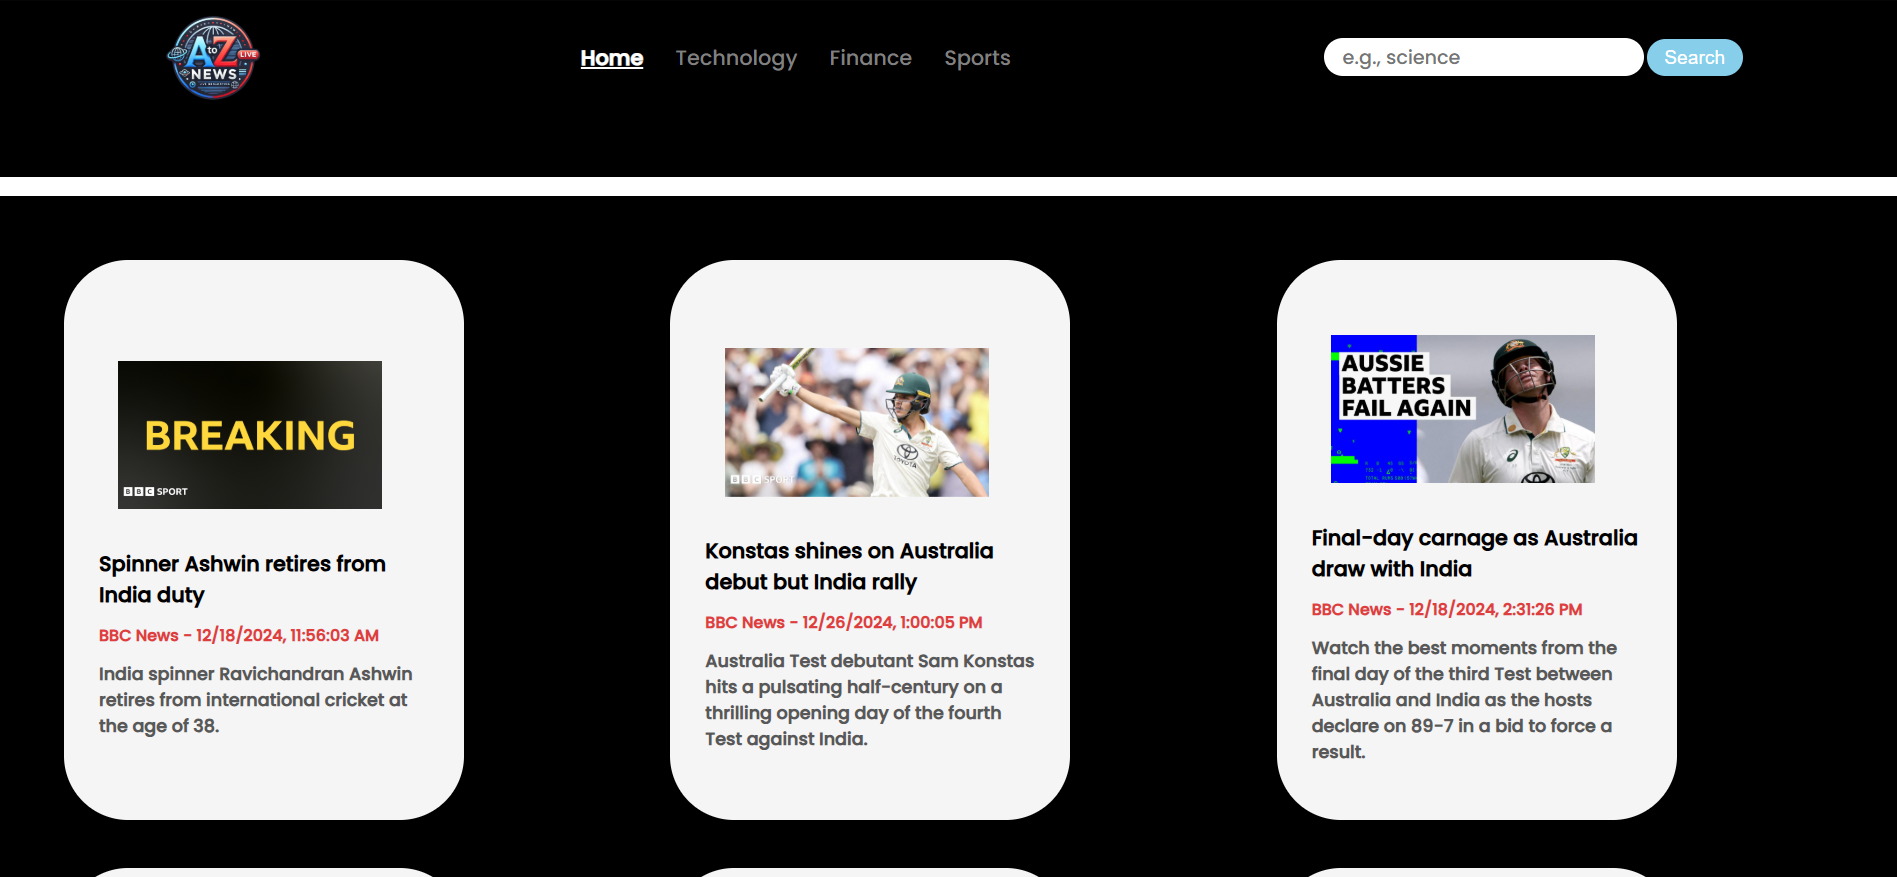 A to Z
LIVE
NEWS
Home
Technology
Finance
Sports
e.g., science
Search
BREAKING
BBC SPORT
Spinner Ashwin retires from
India duty
BBC News - 12/18/2024, 11:56:03 AM
India spinner Ravichandran Ashwin
retires from international cricket at
the age of 38.
TOYOTA
BBC SPORT
Konstas shines on Australia
debut but India rally
BBC News - 12/26/2024, 1:00:05 PM
Australia Test debutant Sam Konstas
hits a pulsating half-century on a
thrilling opening day of the fourth
Test against India.
AUSSIE
BATTERS
FAIL AGAIN
Final-day carnage as Australia
draw with India
BBC News - 12/18/2024, 2:31:26 PM
Watch the best moments from the
final day of the third Test between
Australia and India as the hosts
declare on 89-7 in a bid to force a
result.